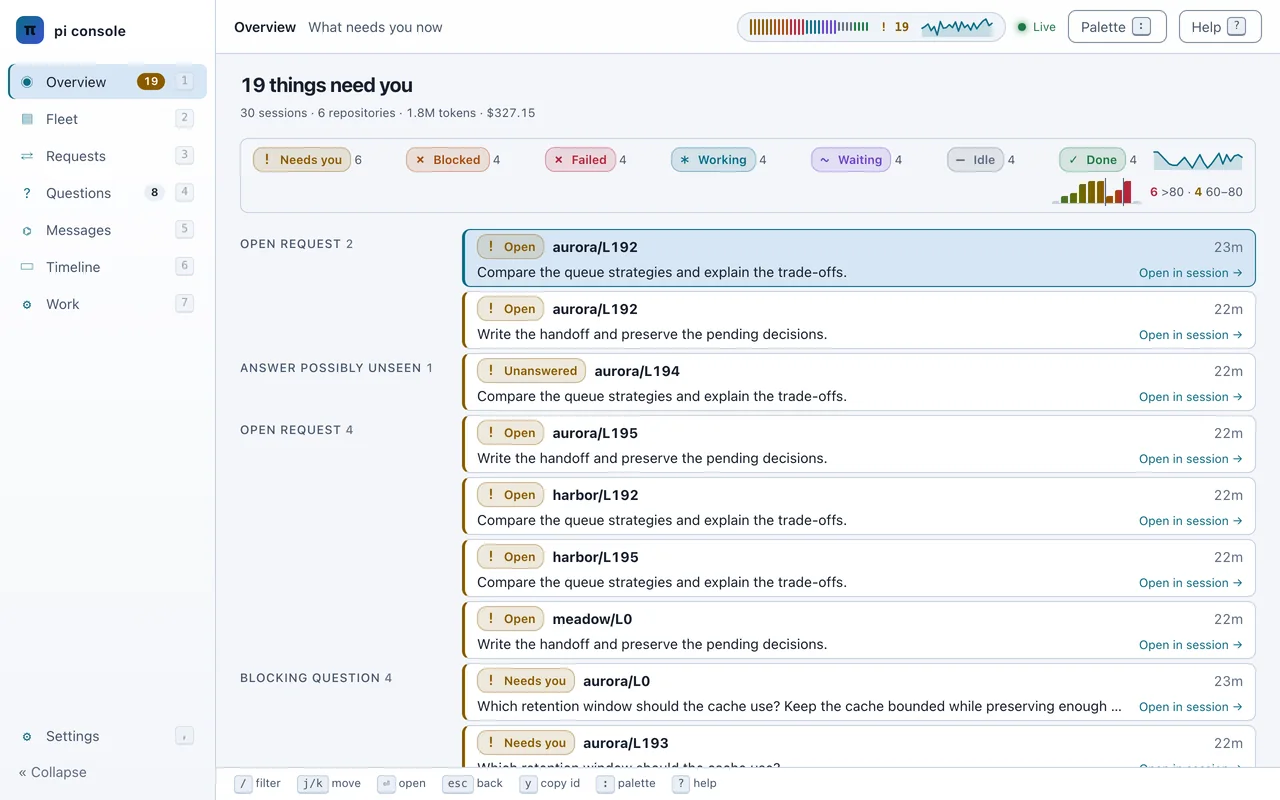 π pi console
Overview 19 1
Fleet 2
Requests 3
Questions 8 4
Messages 5
Timeline 6
Work 7
Settings ,
« Collapse
Overview What needs you now
! 19
Live
Palette :
Help ?
19 things need you
30 sessions · 6 repositories · 1.8M tokens · $327.15
! Needs you 6
× Blocked 4
× Failed 4
∗ Working 4
~ Waiting 4
— Idle 4
✓ Done 4
6 >80 · 4 60–80
OPEN REQUEST 2
! Open aurora/L192 23m
Compare the queue strategies and explain the trade-offs. Open in session →
! Open aurora/L192 22m
Write the handoff and preserve the pending decisions. Open in session →
ANSWER POSSIBLY UNSEEN 1
! Unanswered aurora/L194 22m
Compare the queue strategies and explain the trade-offs. Open in session →
OPEN REQUEST 4
! Open aurora/L195 22m
Write the handoff and preserve the pending decisions. Open in session →
! Open harbor/L192 22m
Compare the queue strategies and explain the trade-offs. Open in session →
! Open harbor/L195 22m
Compare the queue strategies and explain the trade-offs. Open in session →
! Open meadow/L0 22m
Write the handoff and preserve the pending decisions. Open in session →
BLOCKING QUESTION 4
! Needs you aurora/L0 23m
Which retention window should the cache use? Keep the cache bounded while preserving enough ... Open in session →
! Needs you aurora/L193 22m
Which retention window should the cache use? Open in session →
/ filter j/k move ⏎ open esc back y copy id : palette ? help